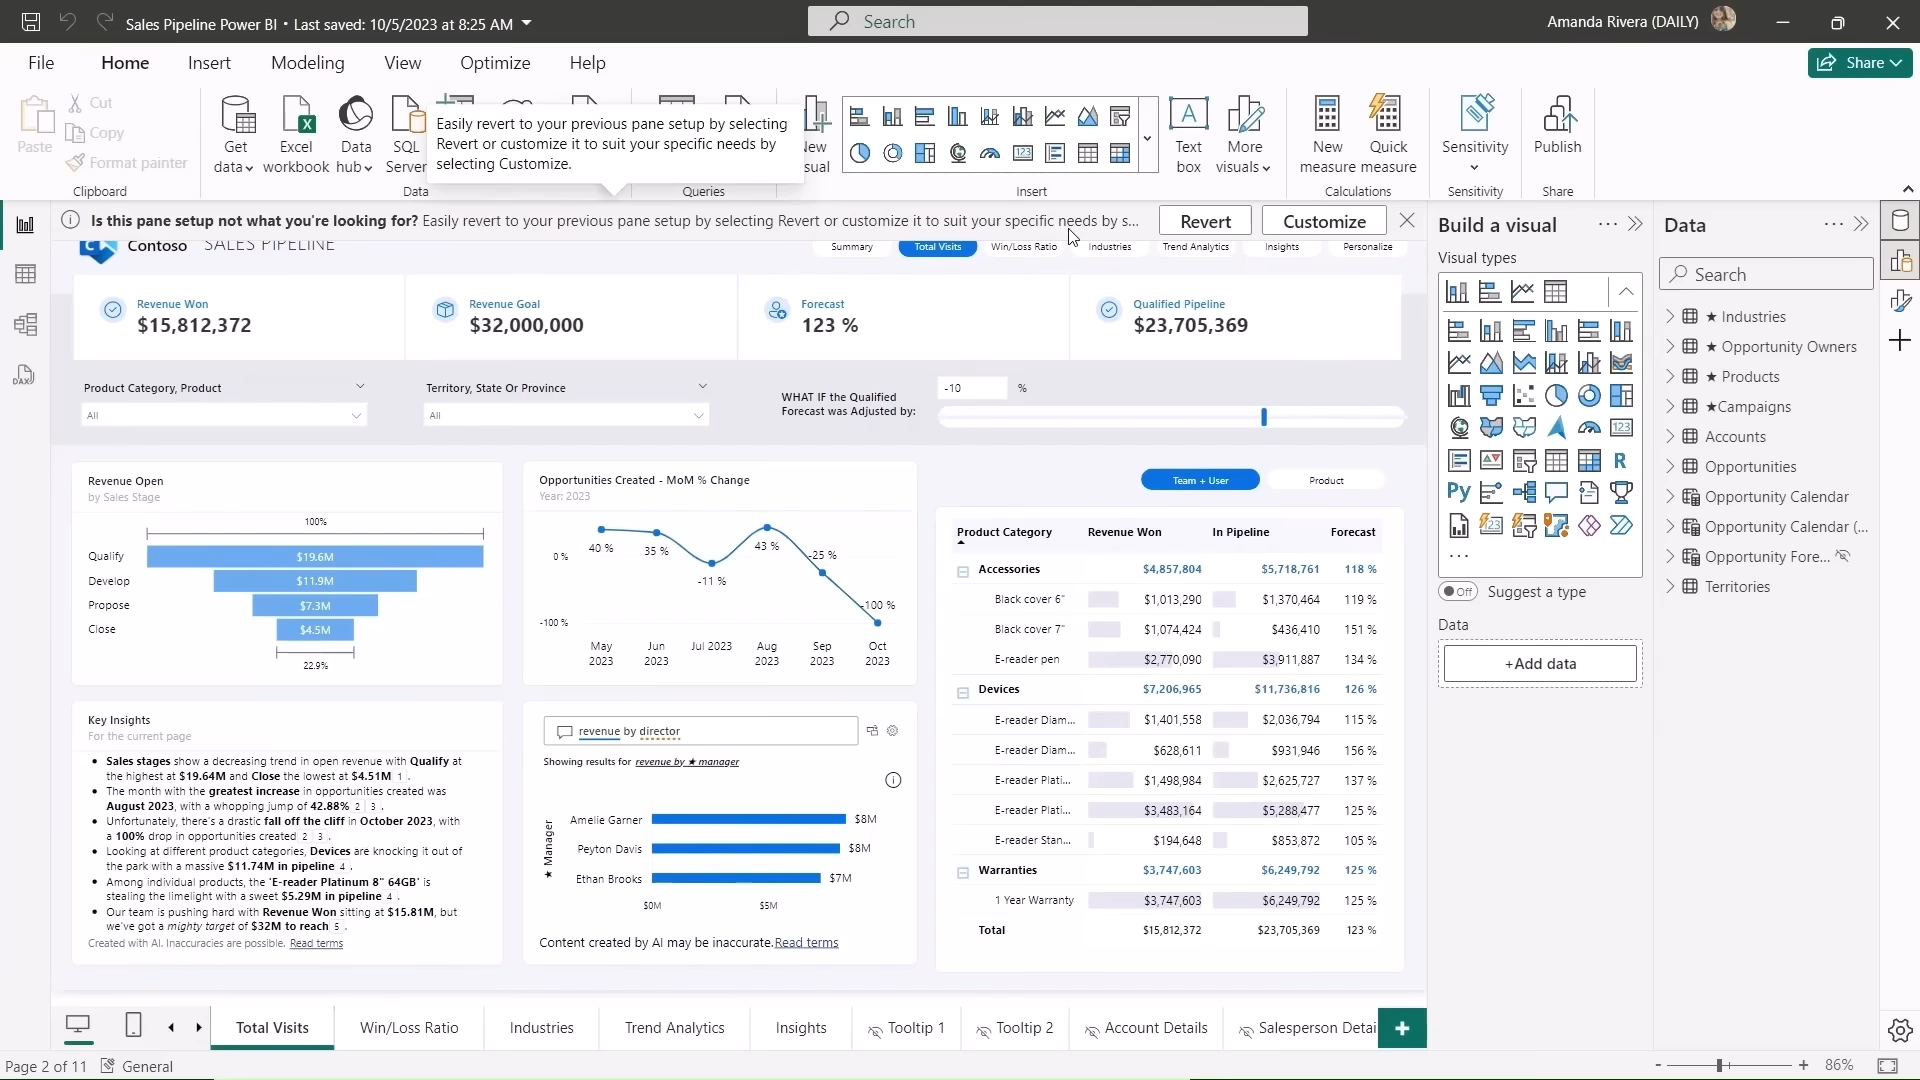 Sales Pipeline Power BI • Last saved: 10/5/2023 at 8:25 AM
Search
Amanda Rivera (DAILY)
File
Home
Insert
Modeling
View
Optimize
Help
Share
Paste
Cut
Copy
Format painter
Clipboard
Get data
Excel workbook
Data hub
SQL Server
Data
Easily revert to your previous pane setup by selecting
Revert or customize it to suit your specific needs by
selecting Customize.
Queries
Text box
More visuals
Insert
New measure
Quick measure
Calculations
Sensitivity
Sensitivity
Publish
Share
Is this pane setup not what you're looking for? Easily revert to your previous pane setup by selecting Revert or customize it to suit your specific needs by s...
Revert
Customize
Contoso
SALES PIPELINE
Summary
Total Visits
Win/Loss Ratio
Industries
Trend Analytics
Insights
Personalize
Revenue Won
$15,812,372
Revenue Goal
$32,000,000
Forecast
123 %
Qualified Pipeline
$23,705,369
Product Category, Product
All
Territory, State Or Province
All
WHAT IF the Qualified
Forecast was Adjusted by:
-10
%
Revenue Open
by Sales Stage
100%
Qualify
$19.6M
Develop
$11.9M
Propose
$7.3M
Close
$4.5M
22.9%
Opportunities Created - MoM % Change
Year: 2023
0 %
-100 %
40 %
35 %
-11 %
43 %
-25 %
-100 %
May 2023
Jun 2023
Jul 2023
Aug 2023
Sep 2023
Oct 2023
Team + User
Product
Product Category Revenue Won In Pipeline Forecast
Accessories $4,857,804 $5,718,761 118 %
Black cover 6" $1,013,290 $1,370,464 119 %
Black cover 7" $1,074,424 $436,410 151 %
E-reader pen $2,770,090 $3,911,887 134 %
Devices $7,206,965 $11,736,816 126 %
E-reader Diam... $1,401,558 $2,036,794 115 %
E-reader Diam... $628,611 $931,946 156 %
E-reader Plati... $1,498,984 $2,625,727 137 %
E-reader Plati... $3,483,164 $5,288,477 125 %
E-reader Stan... $194,648 $853,872 105 %
Warranties $3,747,603 $6,249,792 125 %
1 Year Warranty $3,747,603 $6,249,792 125 %
Total $15,812,372 $23,705,369 123 %
Key Insights
For the current page
• Sales stages show a decreasing trend in open revenue with Qualify at
the highest at $19.64M and Close the lowest at $4.51M 1 .
• The month with the greatest increase in opportunities created was
August 2023, with a whopping jump of 42.88% 2 3 .
• Unfortunately, there's a drastic fall off the cliff in October 2023, with
a 100% drop in opportunities created 2 3 .
• Looking at different product categories, Devices are knocking it out of
the park with a massive $11.74M in pipeline 4 .
• Among individual products, the 'E-reader Platinum 8" 64GB' is
stealing the limelight with a sweet $5.29M in pipeline 4 .
• Our team is pushing hard with Revenue Won sitting at $15.81M, but
we've got a mighty target of $32M to reach 5 .
Created with AI. Inaccuracies are possible. Read terms
revenue by director
Showing results for revenue by ★ manager
★ Manager
Amelie Garner $8M
Peyton Davis $8M
Ethan Brooks $7M
$0M
$5M
Content created by AI may be inaccurate. Read terms
Build a visual
Visual types
123
R
Py
Off
Suggest a type
Data
+Add data
Data
Search
★ Industries
★ Opportunity Owners
★ Products
★Campaigns
Accounts
Opportunities
Opportunity Calendar
Opportunity Calendar (...
Opportunity Fore...
Territories
Total Visits
Win/Loss Ratio
Industries
Trend Analytics
Insights
Tooltip 1
Tooltip 2
Account Details
Salesperson Detai
Page 2 of 11
General
86%